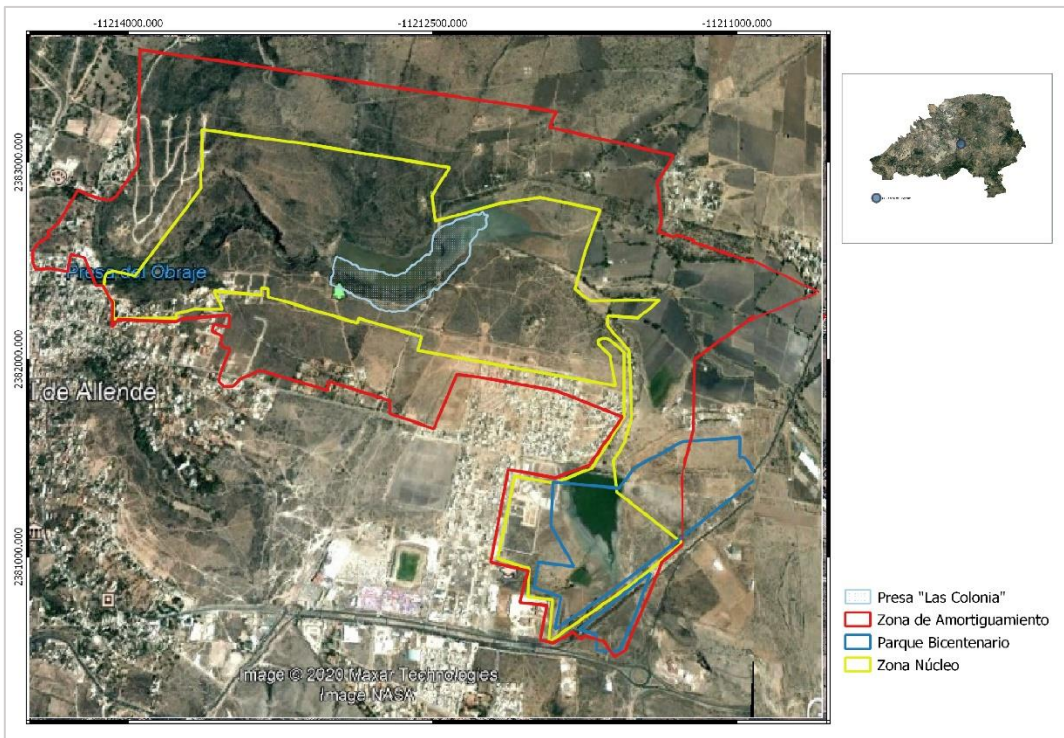 -11214000.000
-11212500.000
-11211000.000
2383000.000
2382000.000
2381000.000
Presa del Obraje
de Allende
Image © 2020 Maxar Technologies
Image NASA
Presa "Las Colonia"
Zona de Amortiguamiento
Parque Bicentenario
Zona Núcleo